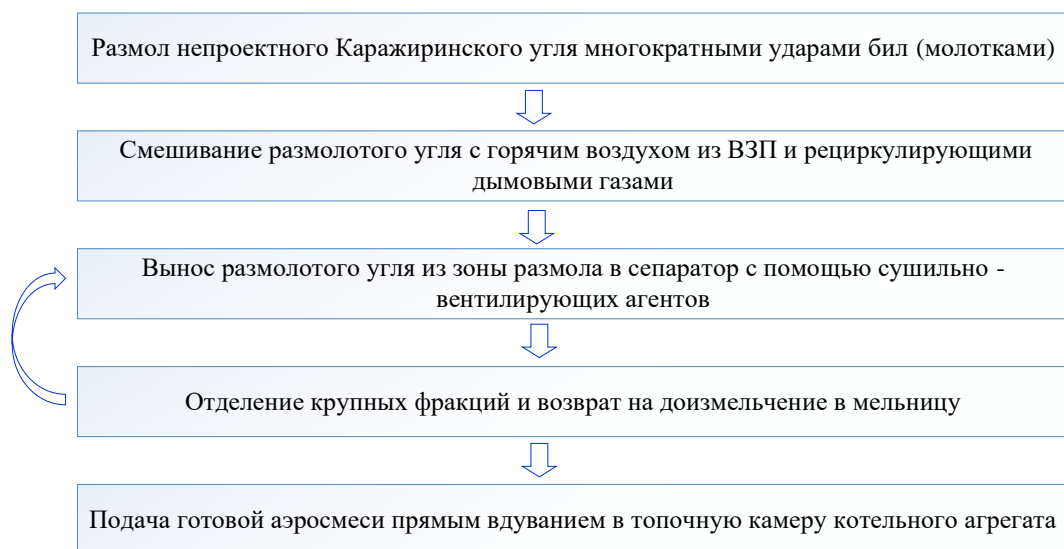 Размол непроектного Каражиринского угля многократными ударами бил (молотками)
Смешивание размолотого угля с горячим воздухом из ВЗП и рециркулирующими
дымовыми газами
Вынос размолотого угля из зоны размола в сепаратор с помощью сушильно -
вентилирующих агентов
Отделение крупных фракций и возврат на доизмельчение в мельницу
Подача готовой аэросмеси прямым вдуванием в топочную камеру котельного агрегата